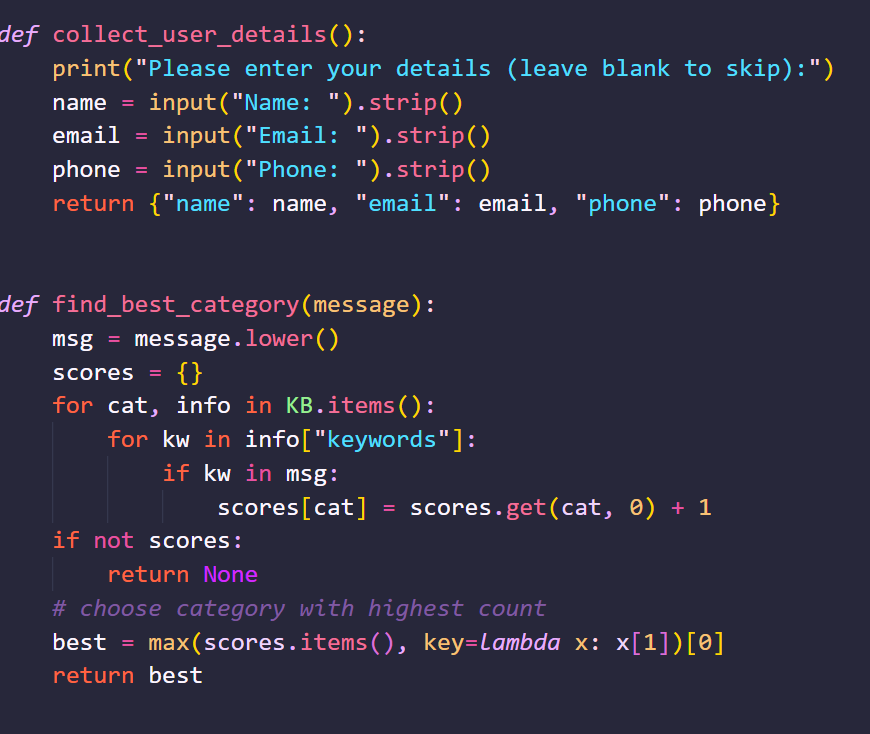 def collect_user_details():
    print("Please enter your details (leave blank to skip):")
    name = input("Name: ").strip()
    email = input("Email: ").strip()
    phone = input("Phone: ").strip()
    return {"name": name, "email": email, "phone": phone}
def find_best_category(message):
    msg = message.lower()
    scores = {}
    for cat, info in KB.items():
        for kw in info["keywords"]:
            if kw in msg:
                scores[cat] = scores.get(cat, 0) + 1
    if not scores:
        return None
    # choose category with highest count
    best = max(scores.items(), key=lambda x: x[1])[0]
    return best